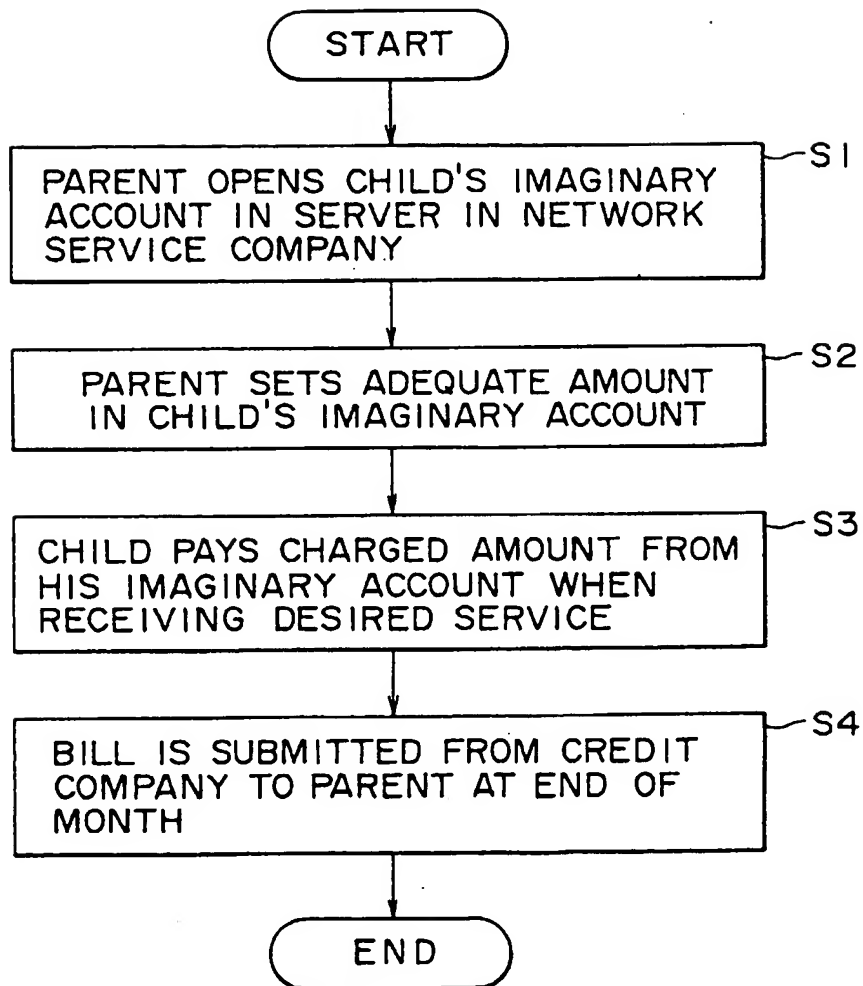 START
S1
PARENT OPENS CHILD'S IMAGINARY
ACCOUNT IN SERVER IN NETWORK
SERVICE COMPANY
S2
PARENT SETS ADEQUATE AMOUNT
IN CHILD'S IMAGINARY ACCOUNT
S3
CHILD PAYS CHARGED AMOUNT FROM
HIS IMAGINARY ACCOUNT WHEN
RECEIVING DESIRED SERVICE
S4
BILL IS SUBMITTED FROM CREDIT
COMPANY TO PARENT AT END OF
MONTH
END